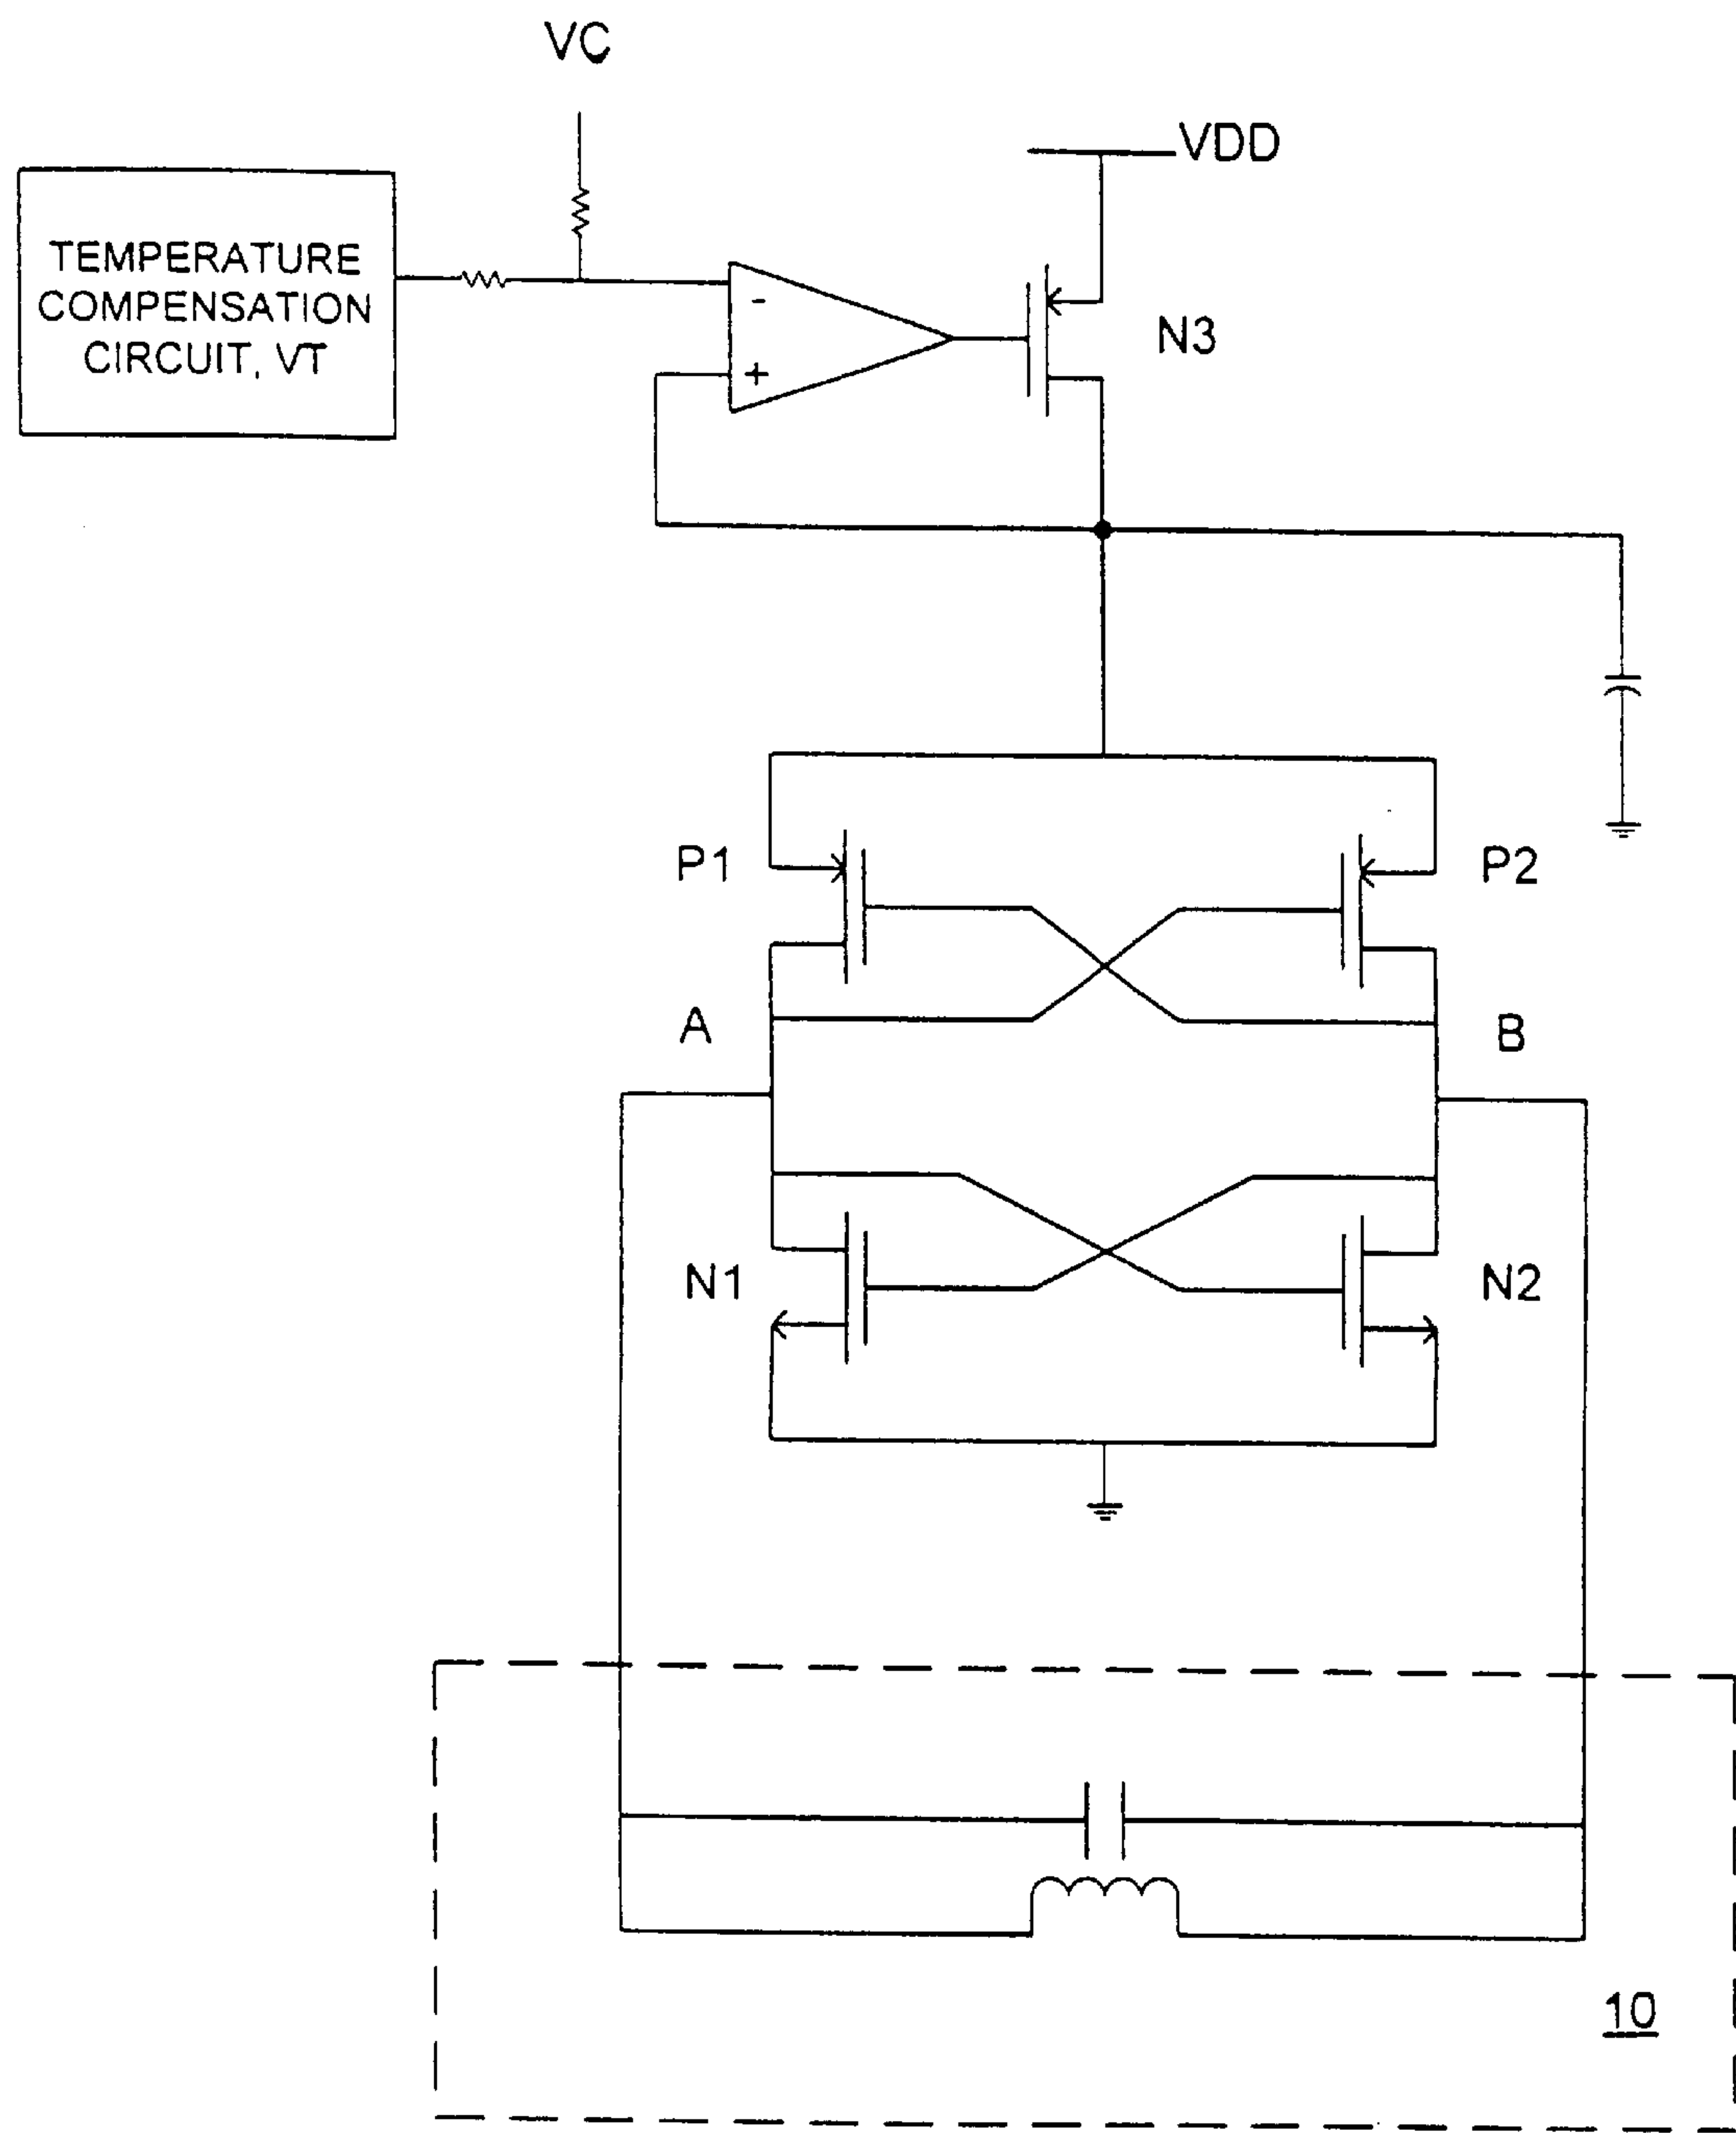 VC
VDD
TEMPERATURE
COMPENSATION
CIRCUIT, VT
-
+
N3
P1
P2
A
B
N1
N2
10